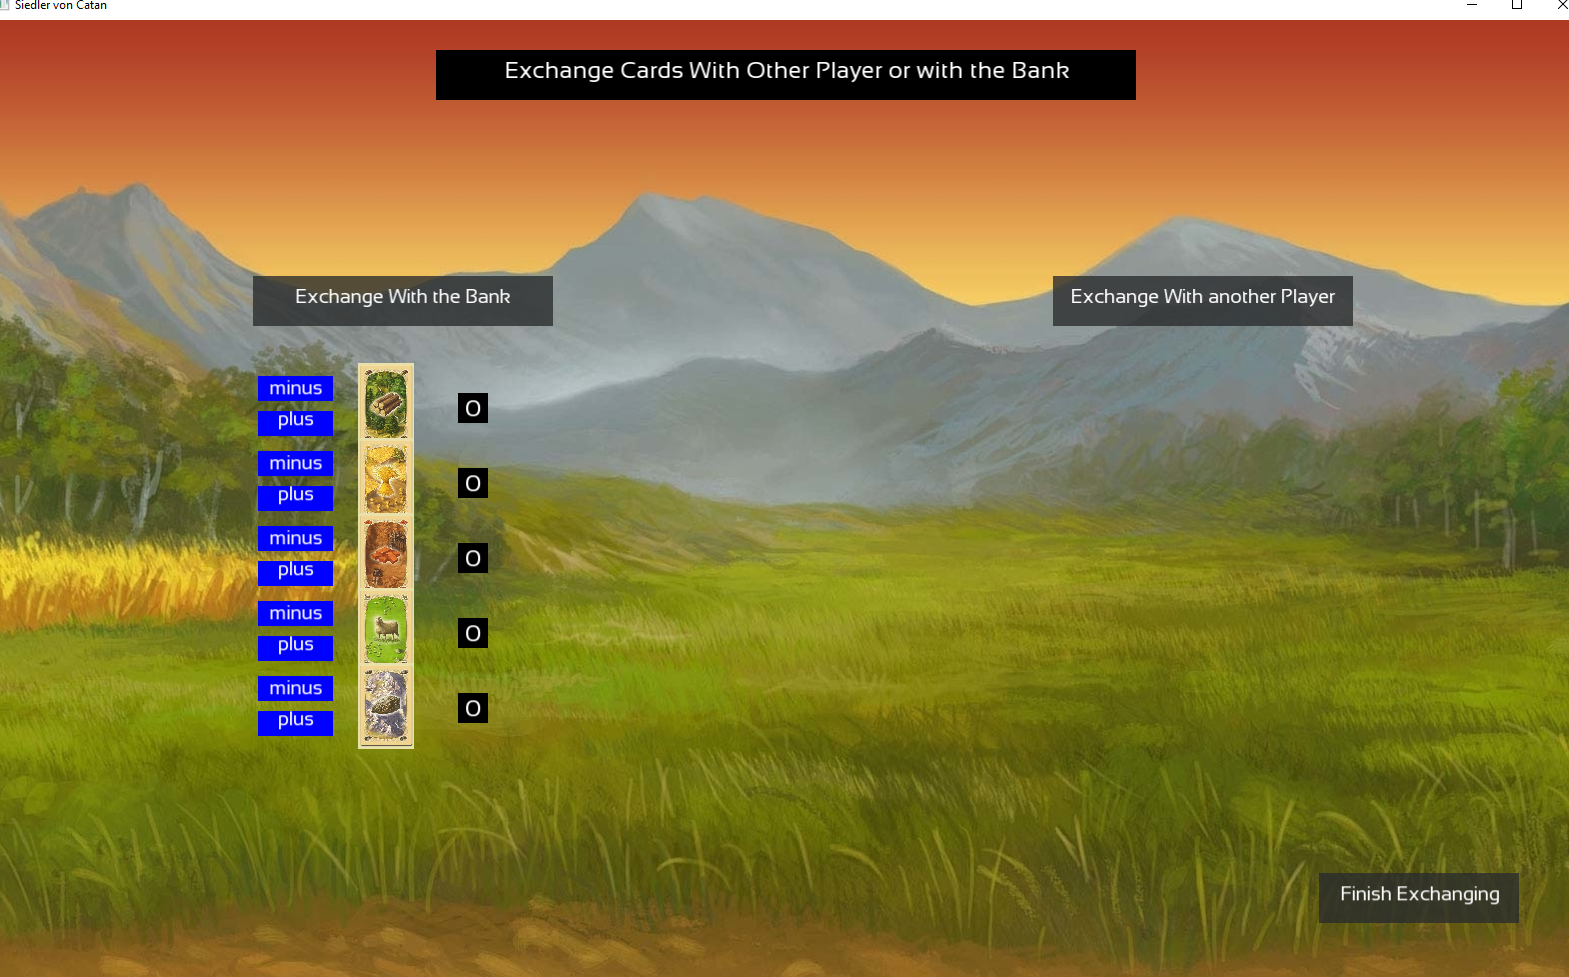 Siedler von Catan
Exchange Cards With Other Player or with the Bank
Exchange With the Bank
Exchange With another Player
minus
plus
0
minus
plus
0
minus
plus
0
minus
plus
0
minus
plus
0
Finish Exchanging